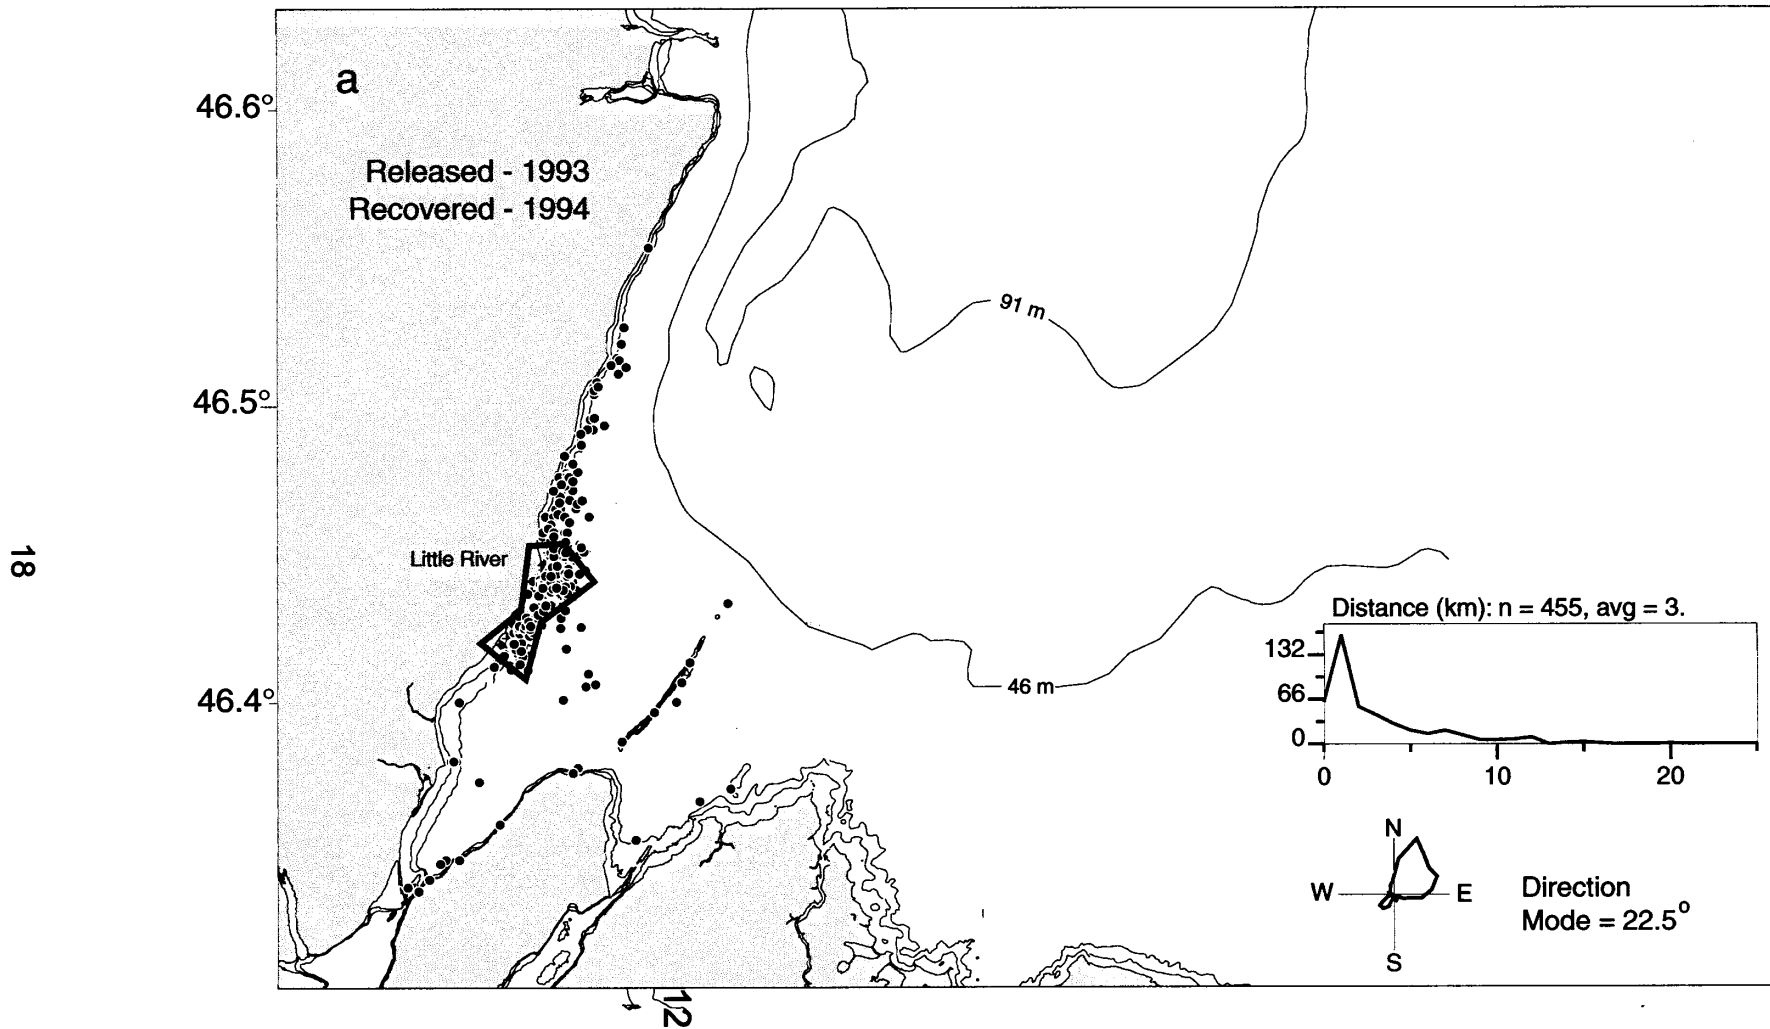 a
46.6°
Released - 1993
Recovered - 1994
91 m
46.5°
18
Little River
Distance (km): n = 455, avg = 3.
132
66
0
0 10 20
46.4°
46 m
N
W E
S
Direction
Mode = 22.5°
12